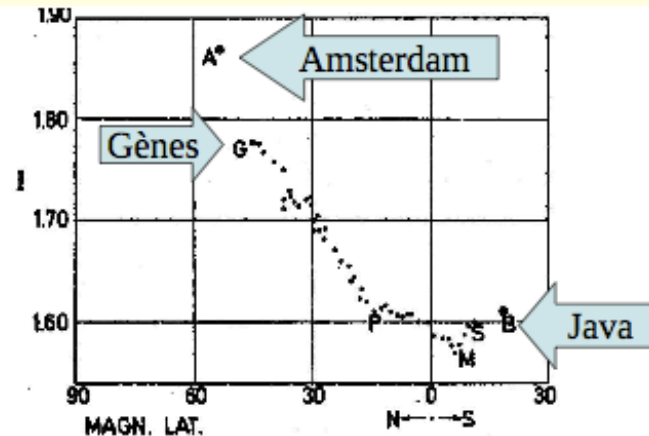 1.90
A
Amsterdam
1.80
Gènes
G
I
1.70
1.60
P
S
B
Java
M
90
60
30
0
30
MAGN. LAT.
N S